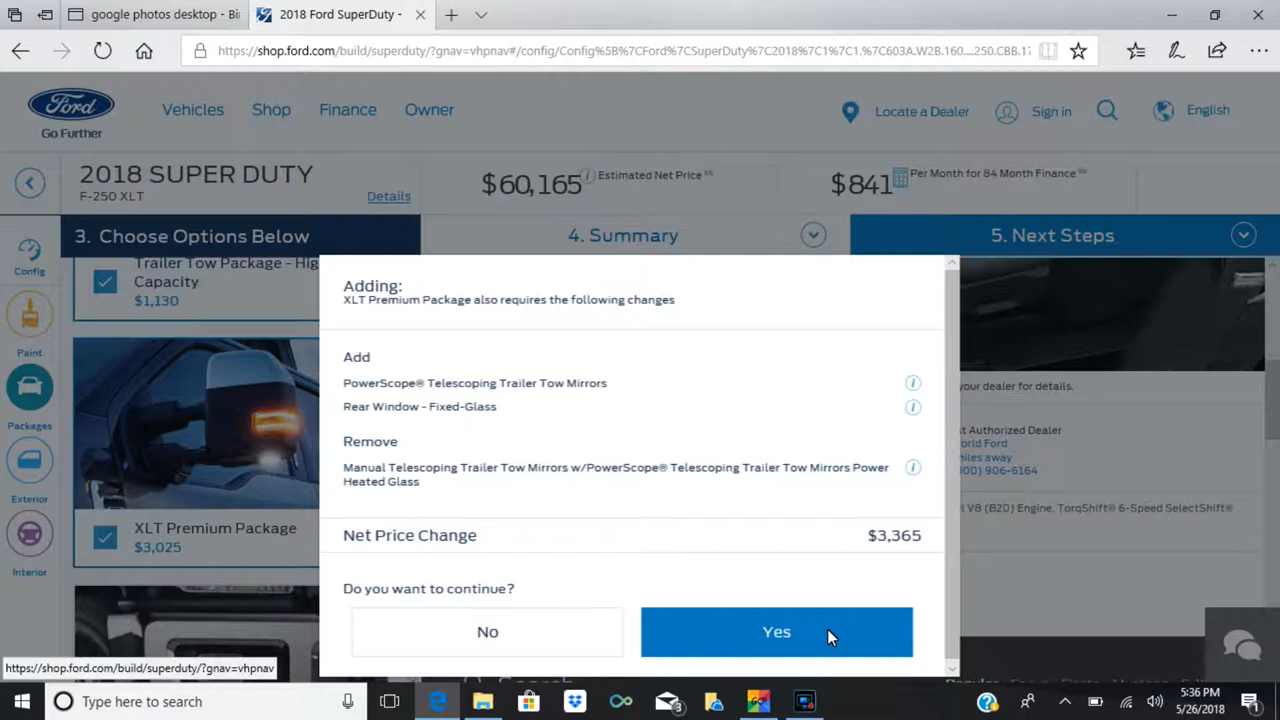 google photos desktop - Bi
2018 Ford SuperDuty -
https://shop.ford.com/build/superduty/?gnav=vhpnav#/config/Config%5B%7CFord%7CSuperDuty%7C2018%7C1%7C1.%7C603A.W2B.160....250.CBB.17
Ford
Go Further
Vehicles
Shop
Finance
Owner
Locate a Dealer
Sign in
English
2018 SUPER DUTY
F-250 XLT
Details
$60,165
Estimated Net Price
$841
Per Month for 84 Month Finance
3. Choose Options Below
4. Summary
5. Next Steps
Config
Paint
Packages
Exterior
Interior
Trailer Tow Package - Hig
Capacity
$1,130
XLT Premium Package
$3,025
Adding:
XLT Premium Package also requires the following changes
Add
PowerScope® Telescoping Trailer Tow Mirrors
Rear Window - Fixed-Glass
Remove
Manual Telescoping Trailer Tow Mirrors w/PowerScope® Telescoping Trailer Tow Mirrors Power
Heated Glass
Net Price Change
$3,365
Do you want to continue?
No
Yes
your dealer for details.
st Authorized Dealer
orld Ford
niles away
00) 906-6164
l V8 (B20) Engine, TorqShift® 6-Speed SelectShift®
https://shop.ford.com/build/superduty/?gnav=vhpnav
Type here to search
3
5:36 PM
5/26/2018
1